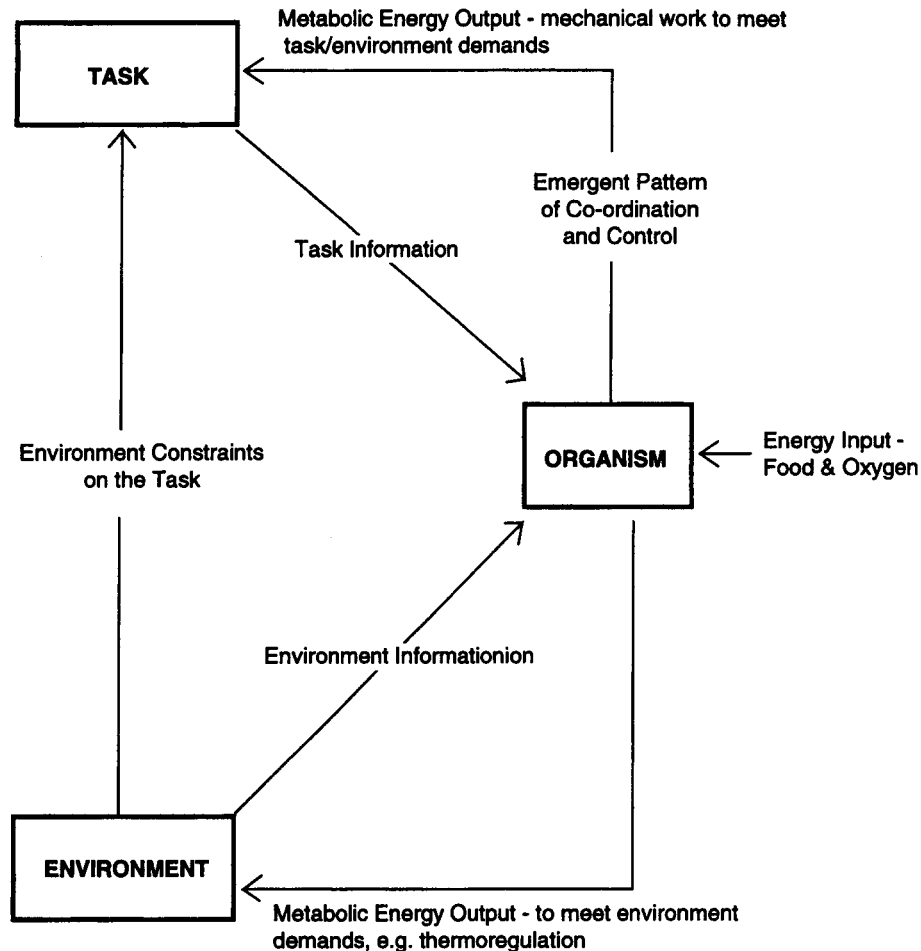 Metabolic Energy Output - mechanical work to meet
task/environment demands
TASK
Emergent Pattern
of Co-ordination
and Control
Task Information
Environment Constraints
on the Task
ORGANISM
Energy Input -
Food & Oxygen
Environment Informationion
ENVIRONMENT
Metabolic Energy Output - to meet environment
demands, e.g. thermoregulation